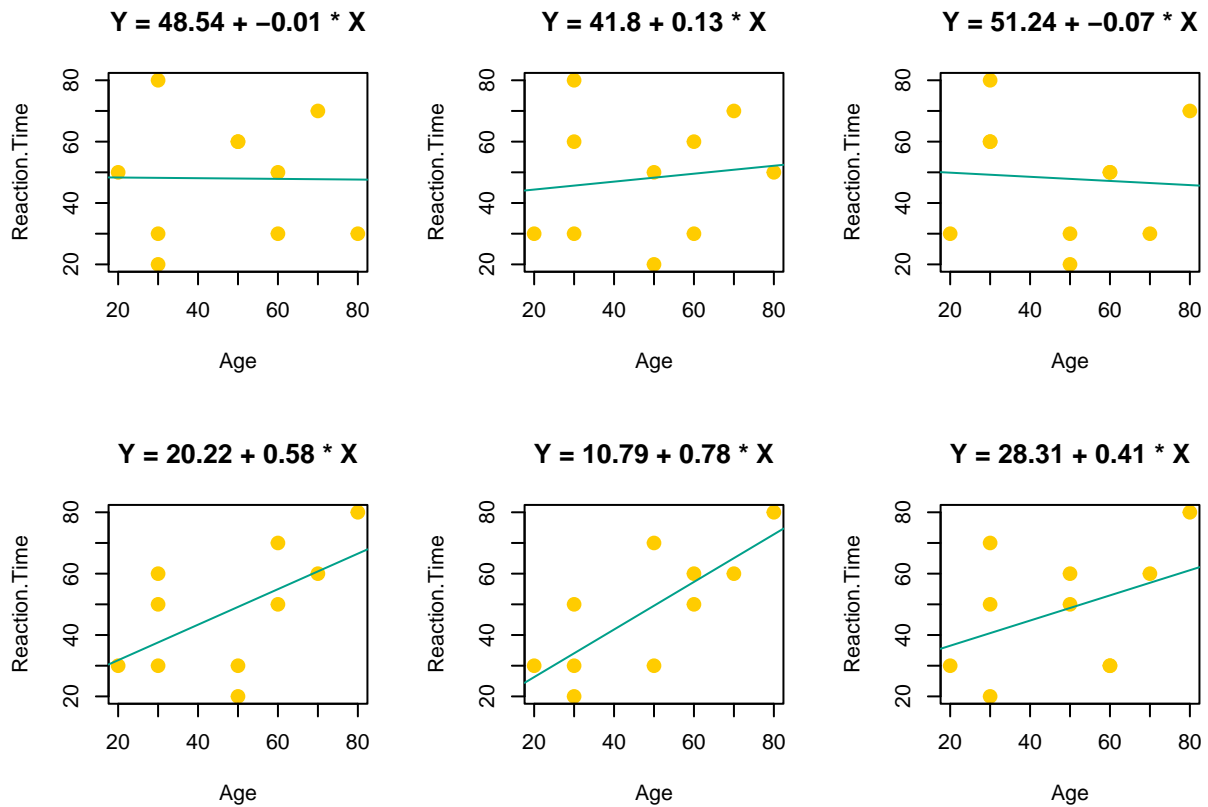 Y = 48.54 + −0.01 * X
80
60
40
20
Reaction.Time
20 40 60 80
Age
Y = 41.8 + 0.13 * X
80
60
40
20
Reaction.Time
20 40 60 80
Age
Y = 51.24 + −0.07 * X
80
60
40
20
Reaction.Time
20 40 60 80
Age
Y = 20.22 + 0.58 * X
80
60
40
20
Reaction.Time
20 40 60 80
Age
Y = 10.79 + 0.78 * X
80
60
40
20
Reaction.Time
20 40 60 80
Age
Y = 28.31 + 0.41 * X
80
60
40
20
Reaction.Time
20 40 60 80
Age